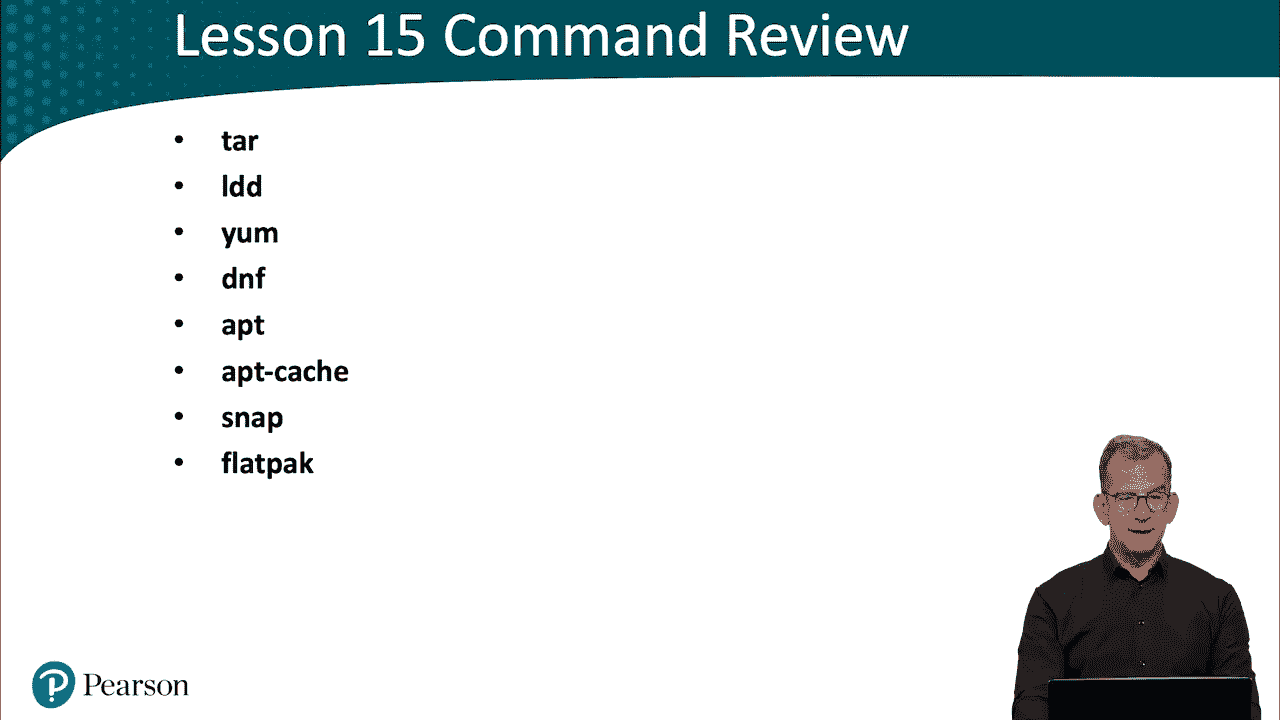 Lesson 15 Command Review
• tar
• ldd
• yum
• dnf
• apt
• apt-cache
• snap
• flatpak
Pearson